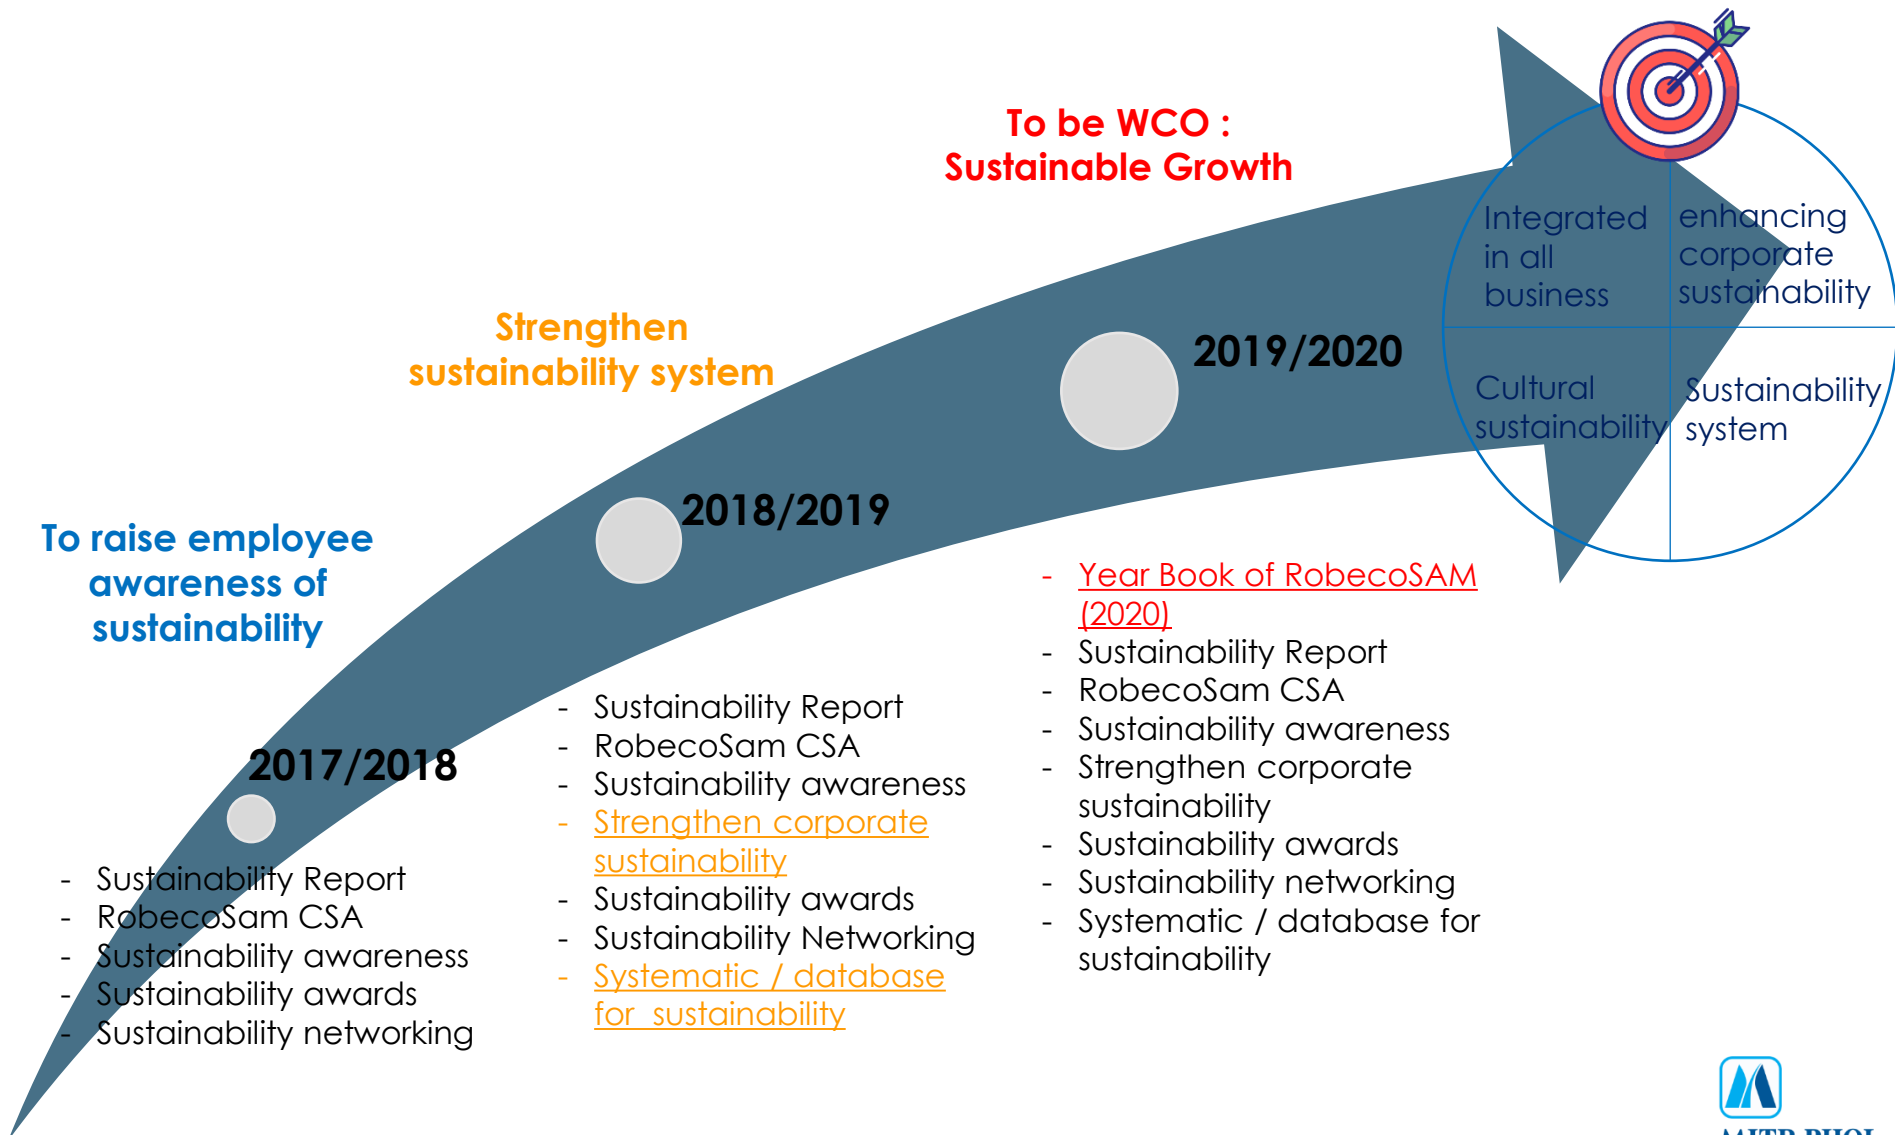 To be WCO :
Sustainable Growth
Integrated
in all
business
enhancing
corporate
sustainability
Cultural
sustainability
Sustainability
system
Strengthen
sustainability system
2019/2020
2018/2019
To raise employee
awareness of
sustainability
2017/2018
- Sustainability Report
- RobecoSam CSA
- Sustainability awareness
- Sustainability awards
- Sustainability networking
- Sustainability Report
- RobecoSam CSA
- Sustainability awareness
- Strengthen corporate
sustainability
- Sustainability awards
- Sustainability Networking
- Systematic / database
for sustainability
- Year Book of RobecoSAM
(2020)
- Sustainability Report
- RobecoSam CSA
- Sustainability awareness
- Strengthen corporate
sustainability
- Sustainability awards
- Sustainability networking
- Systematic / database for
sustainability
MITR PHOL